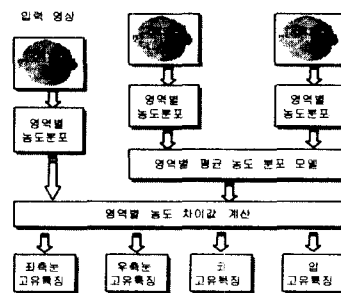 입력 영상
영역별
농도분포
영역별
농도분포
영역별
농도분포
영역별 평균 농도 분포 모델
영역별 농도 차이값 계산
좌측눈
고유특징
우측눈
고유특징
코
고유특징
입
고유특징